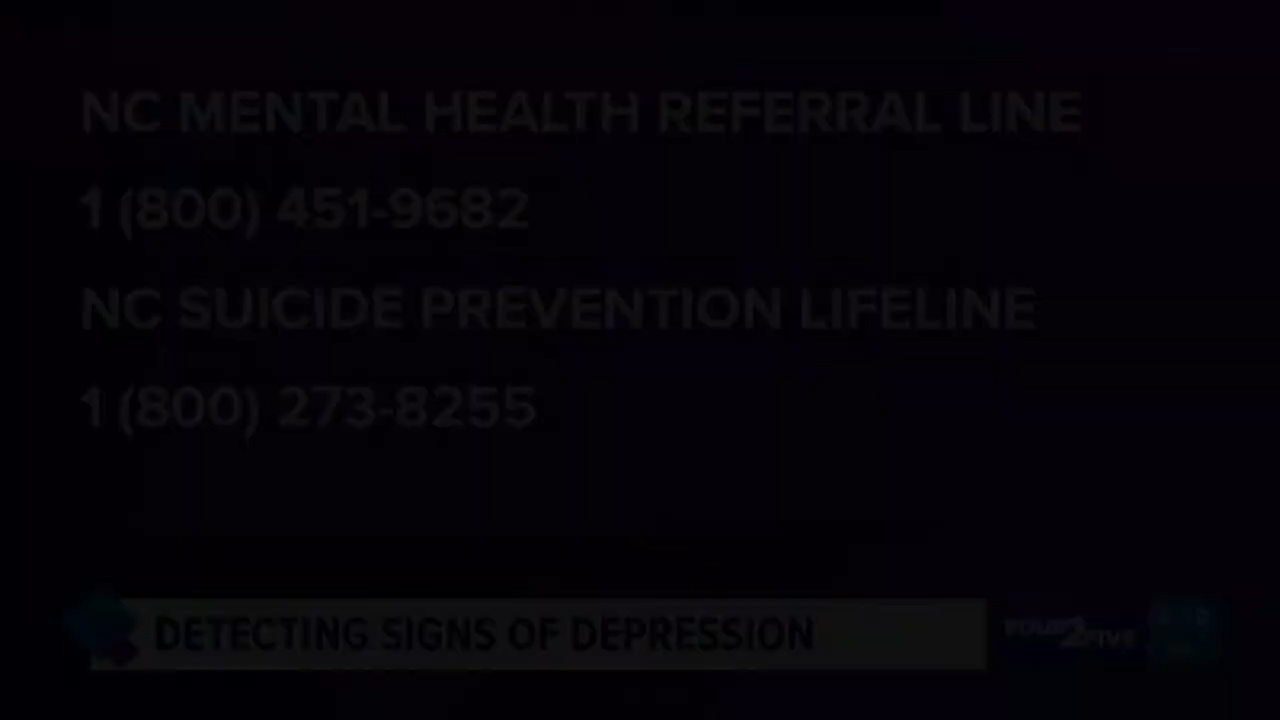 NC MENTAL HEALTH REFERRAL LINE
1 (800) 451-9682
NC SUICIDE PREVENTION LIFELINE
1 (800) 273-8255
DETECTING SIGNS OF DEPRESSION
FOUR2FIVE